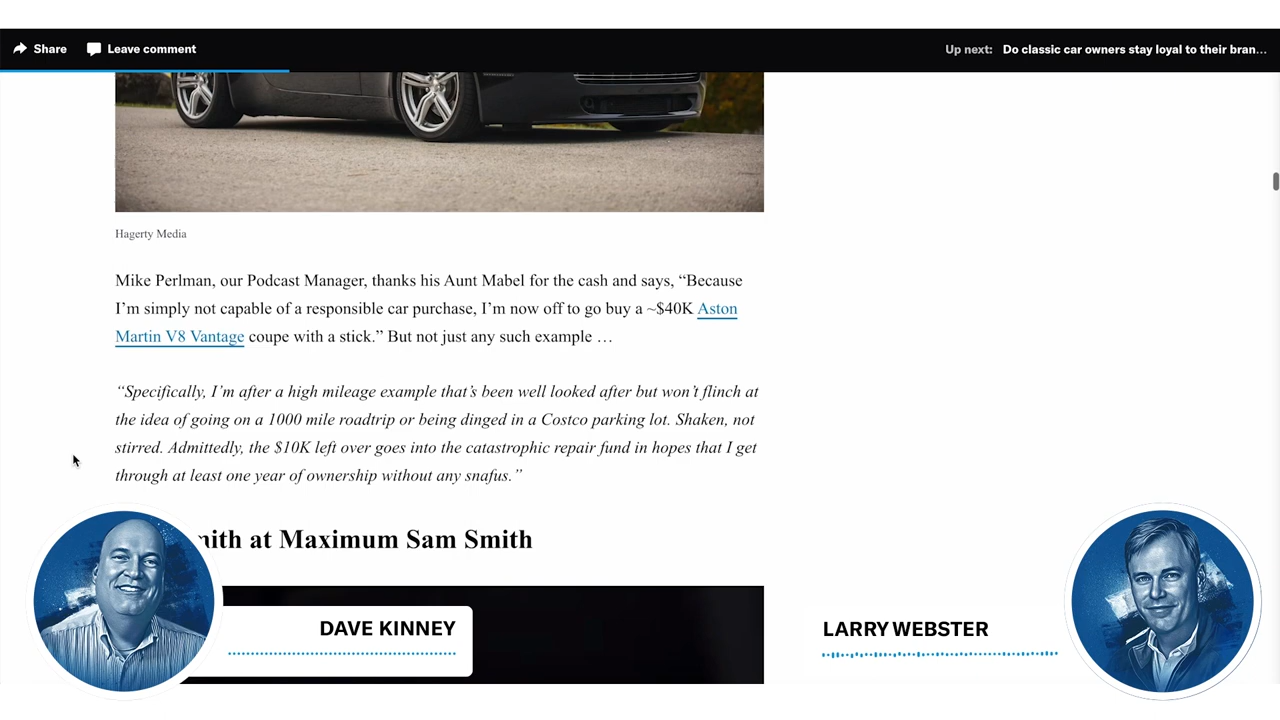 Share
Leave comment
Up next: Do classic car owners stay loyal to their bran...
Hagerty Media
Mike Perlman, our Podcast Manager, thanks his Aunt Mabel for the cash and says, “Because
I’m simply not capable of a responsible car purchase, I’m now off to go buy a ~$40K Aston
Martin V8 Vantage coupe with a stick.” But not just any such example …
“Specifically, I’m after a high mileage example that’s been well looked after but won’t flinch at
the idea of going on a 1000 mile roadtrip or being dinged in a Costco parking lot. Shaken, not
stirred. Admittedly, the $10K left over goes into the catastrophic repair fund in hopes that I get
through at least one year of ownership without any snafus.”
at Maximum Sam Smith
DAVE KINNEY
LARRY WEBSTER